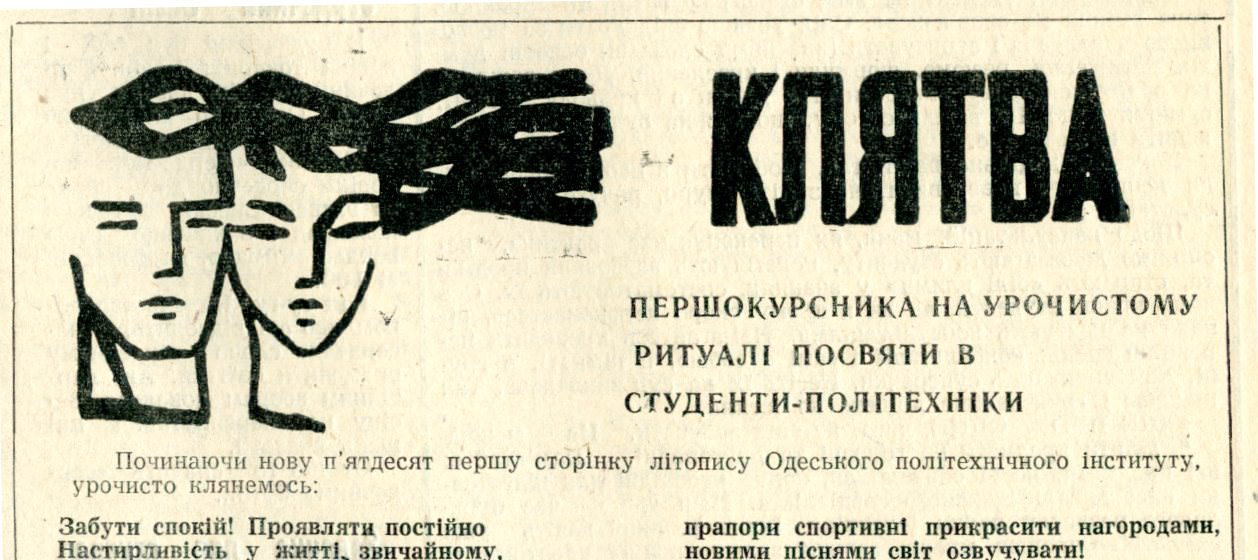 КЛЯТВА
ПЕРШОКУРСНИКА НА УРОЧИСТОМУ
РИТУАЛІ ПОСВЯТИ В
СТУДЕНТИ-ПОЛІТЕХНІКИ
Починаючи нову п'ятдесят першу сторінку літопису Одеського політехнічного інституту,
урочисто клянемось:
Забути спокій! Проявляти постійно
Настирливість у житті, звичайному,
прапори спортивні прикрасити нагородами,
новими піснями світ озвучувати!